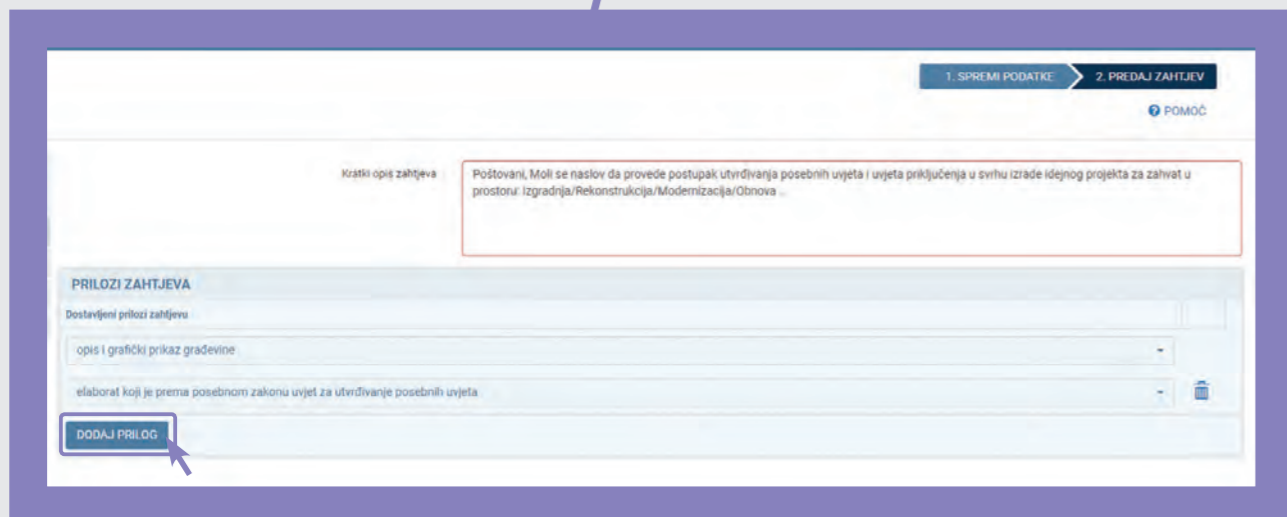 1. SPREMI PODATKE
2. PREDAJ ZAHTJEV
POMOĆ
Kratki opis zahtjeva
Poštovani, Moli se naslov da provede postupak utvrđivanja posebnih uvjeta i uvjeta priključenja u svrhu izrade idejnog projekta za zahvat u
prostoru: Izgradnja/Rekonstrukcija/Modernizacija/Obnova ...
PRILOZI ZAHTJEVA
Dostavljeni prilozi zahtjevu
opis i grafički prikaz građevine
elaborat koji je prema posebnom zakonu uvjet za utvrđivanje posebnih uvjeta
DODAJ PRILOG